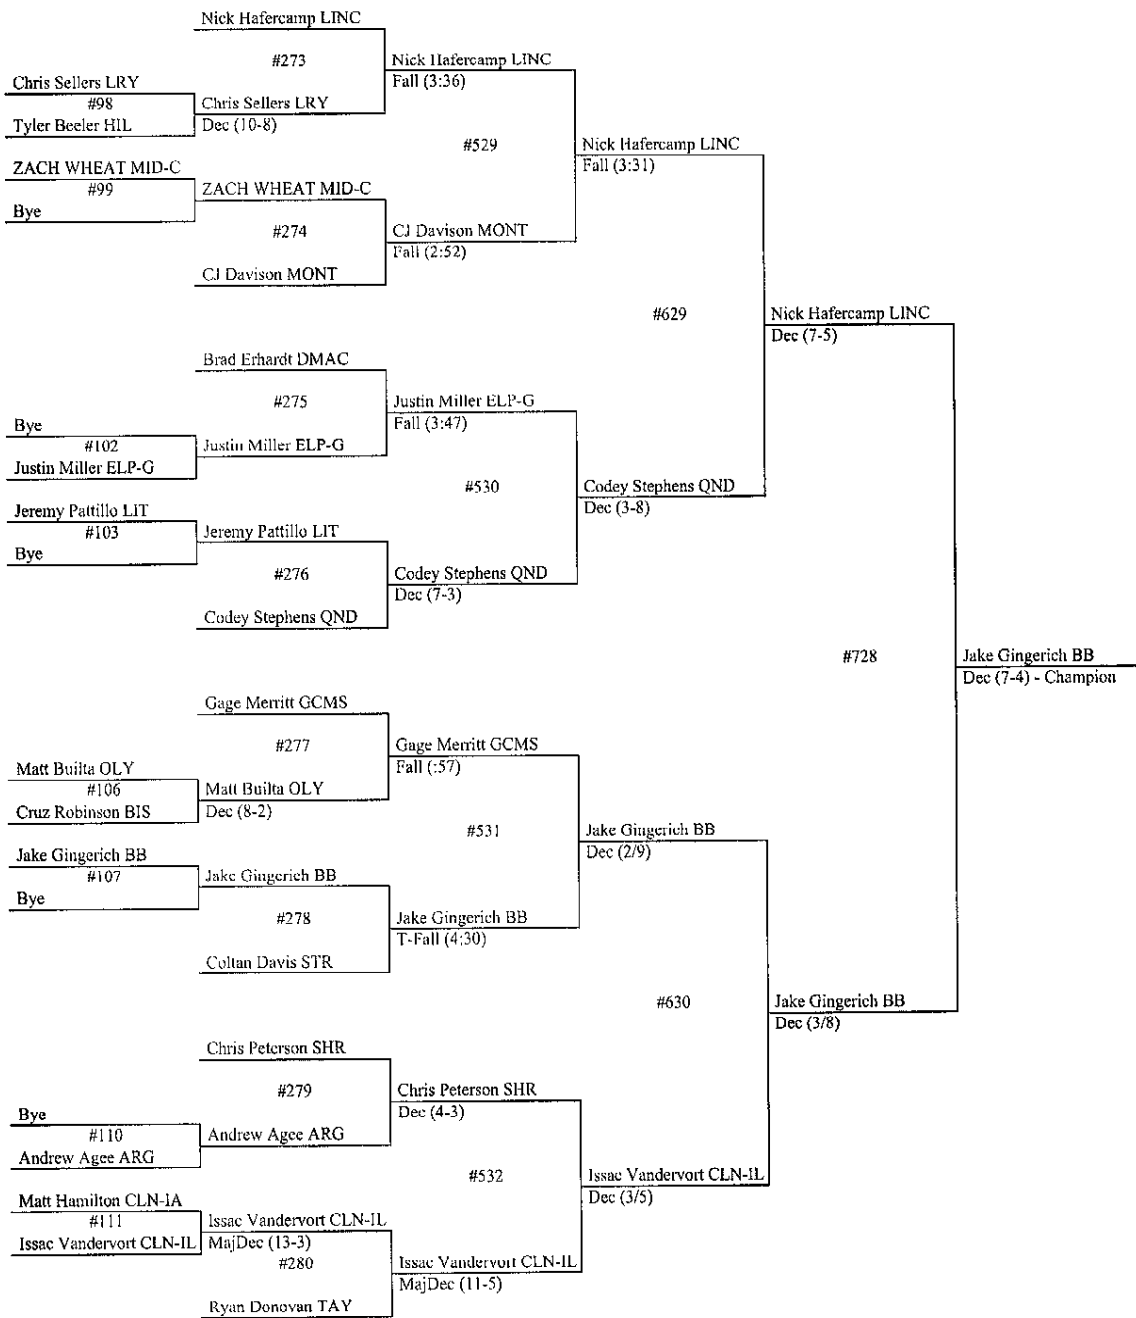 Nick Hafercamp LINC
#273
Nick Hafercamp LINC
Fall (3:36)
Chris Sellers LRY
#98
Chris Sellers LRY
Tyler Beeler HIL
Dec (10-8)
#529
Nick Hafercamp LINC
Fall (3:31)
ZACH WHEAT MID-C
#99
ZACH WHEAT MID-C
Bye
#274
CJ Davison MONT
Fall (2:52)
CJ Davison MONT
#629
Nick Hafercamp LINC
Dec (7-5)
Brad Erhardt DMAC
#275
Justin Miller ELP-G
Fall (3:47)
Bye
#102
Justin Miller ELP-G
Justin Miller ELP-G
#530
Codey Stephens QND
Dec (3-8)
Jeremy Pattillo LIT
#103
Jeremy Pattillo LIT
Bye
#276
Codey Stephens QND
Dec (7-3)
Codey Stephens QND
#728
Jake Gingerich BB
Dec (7-4) - Champion
Gage Merritt GCMS
#277
Gage Merritt GCMS
Fall (:57)
Matt Builta OLY
#106
Matt Builta OLY
Cruz Robinson BIS
Dec (8-2)
#531
Jake Gingerich BB
Dec (2/9)
Jake Gingerich BB
#107
Jake Gingerich BB
Bye
#278
Jake Gingerich BB
T-Fall (4:30)
Coltan Davis STR
#630
Jake Gingerich BB
Dec (3/8)
Chris Peterson SHR
#279
Chris Peterson SHR
Dec (4-3)
Bye
#110
Andrew Agee ARG
Andrew Agee ARG
#532
Issac Vandervort CLN-IL
Dec (3/5)
Matt Hamilton CLN-IA
#111
Issac Vandervort CLN-IL
Issac Vandervort CLN-IL
MajDec (13-3)
#280
Issac Vandervort CLN-IL
MajDec (11-5)
Ryan Donovan TAY